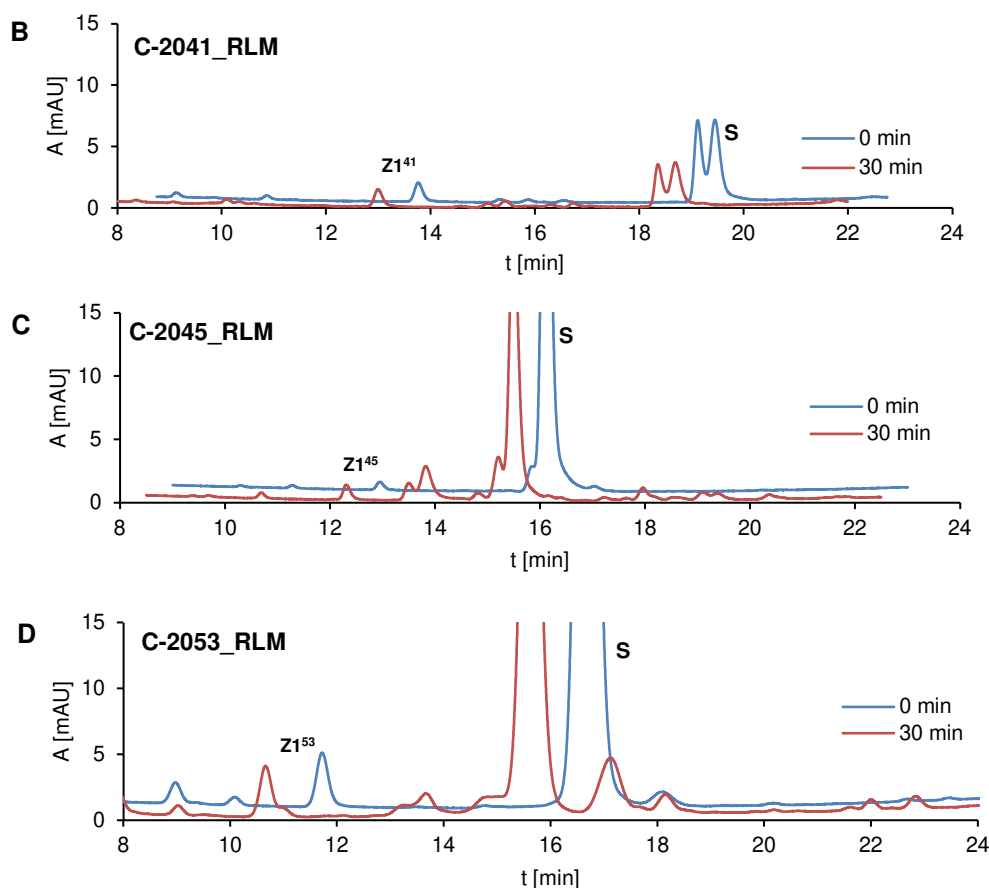 B
C-2041_RLM
A [mAU]
15
10
5
0
Z1⁴¹
S
0 min
30 min
8 10 12 14 16 18 20 22 24
t [min]
C
C-2045_RLM
A [mAU]
15
10
5
0
Z1⁴⁵
S
0 min
30 min
8 10 12 14 16 18 20 22 24
t [min]
D
C-2053_RLM
A [mAU]
15
10
5
0
Z1⁵³
S
0 min
30 min
8 10 12 14 16 18 20 22 24
t [min]